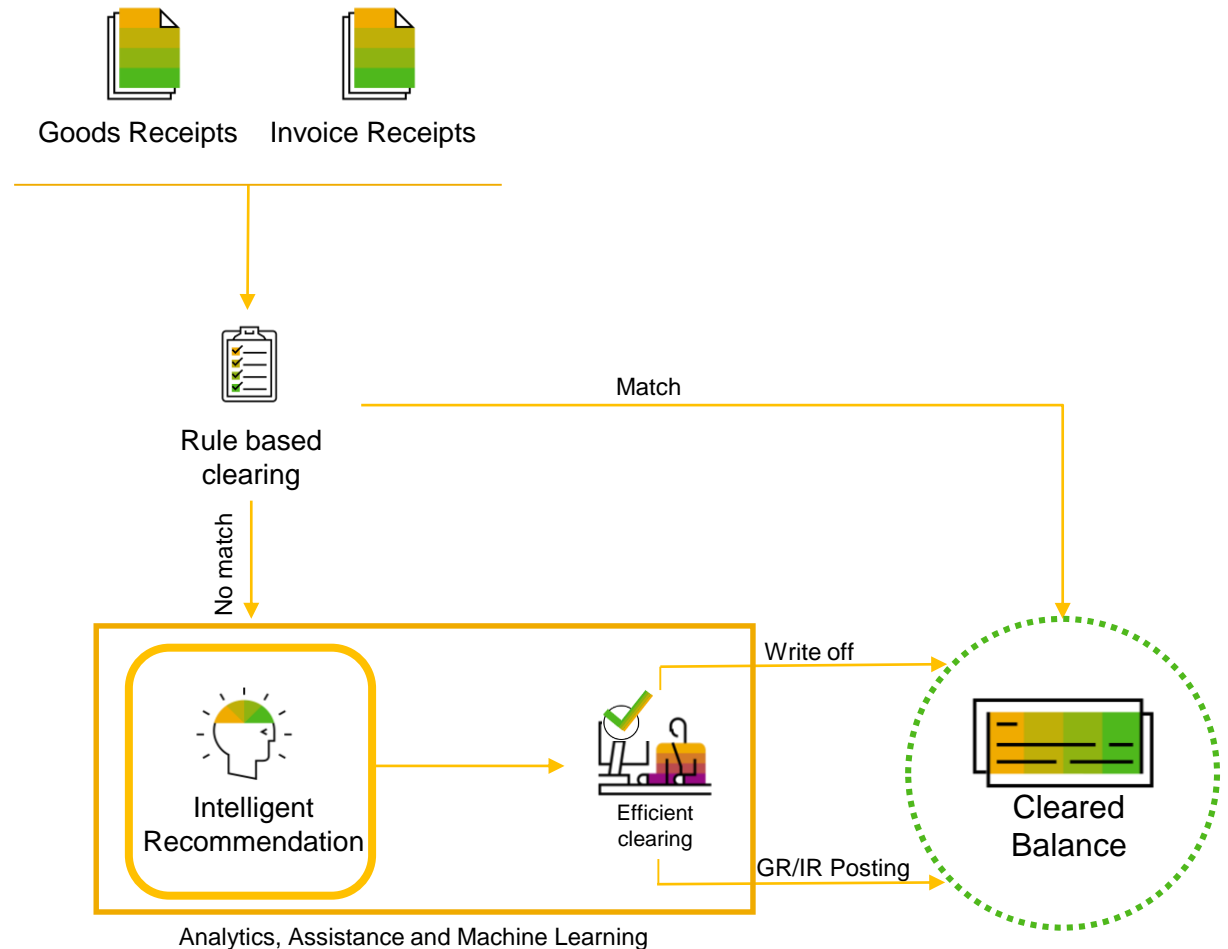 Goods Receipts
Invoice Receipts
Match
Rule based
clearing
No match
Write off
Intelligent
Recommendation
Efficient
clearing
Cleared
Balance
GR/IR Posting
Analytics, Assistance and Machine Learning